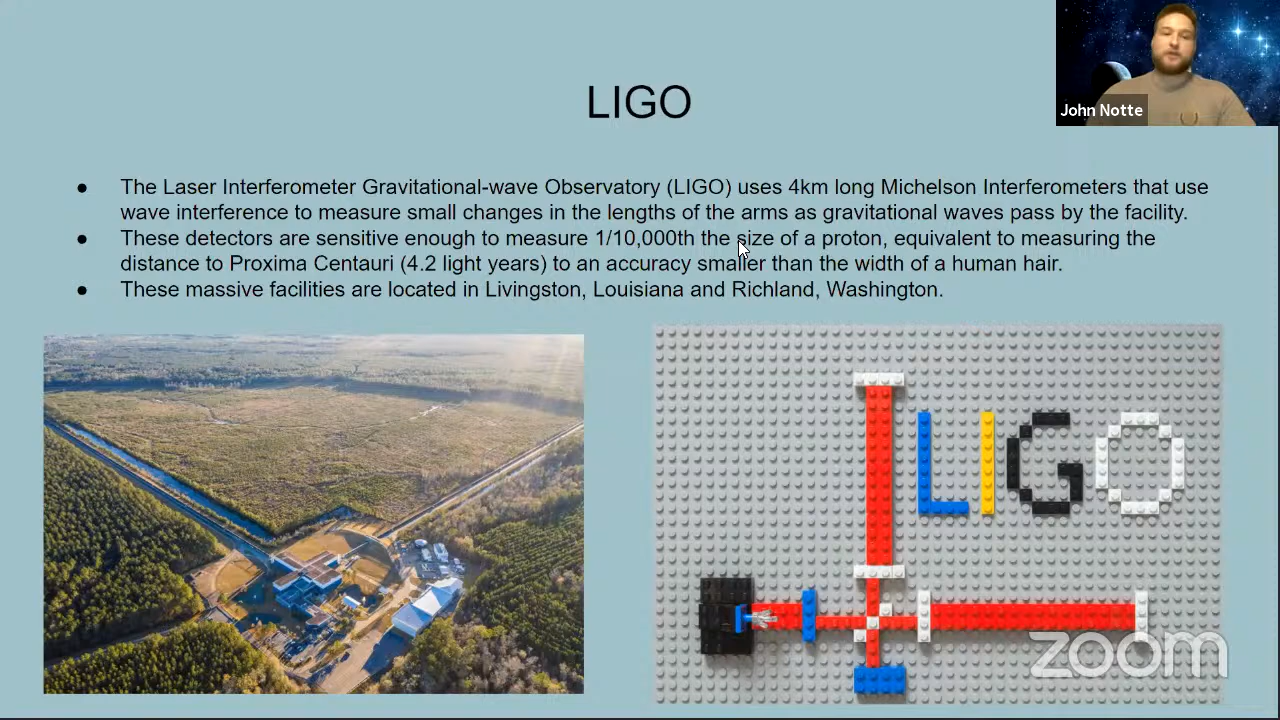 LIGO
John Notte
● The Laser Interferometer Gravitational-wave Observatory (LIGO) uses 4km long Michelson Interferometers that use
wave interference to measure small changes in the lengths of the arms as gravitational waves pass by the facility.
● These detectors are sensitive enough to measure 1/10,000th the size of a proton, equivalent to measuring the
distance to Proxima Centauri (4.2 light years) to an accuracy smaller than the width of a human hair.
● These massive facilities are located in Livingston, Louisiana and Richland, Washington.
LIGO
zoom